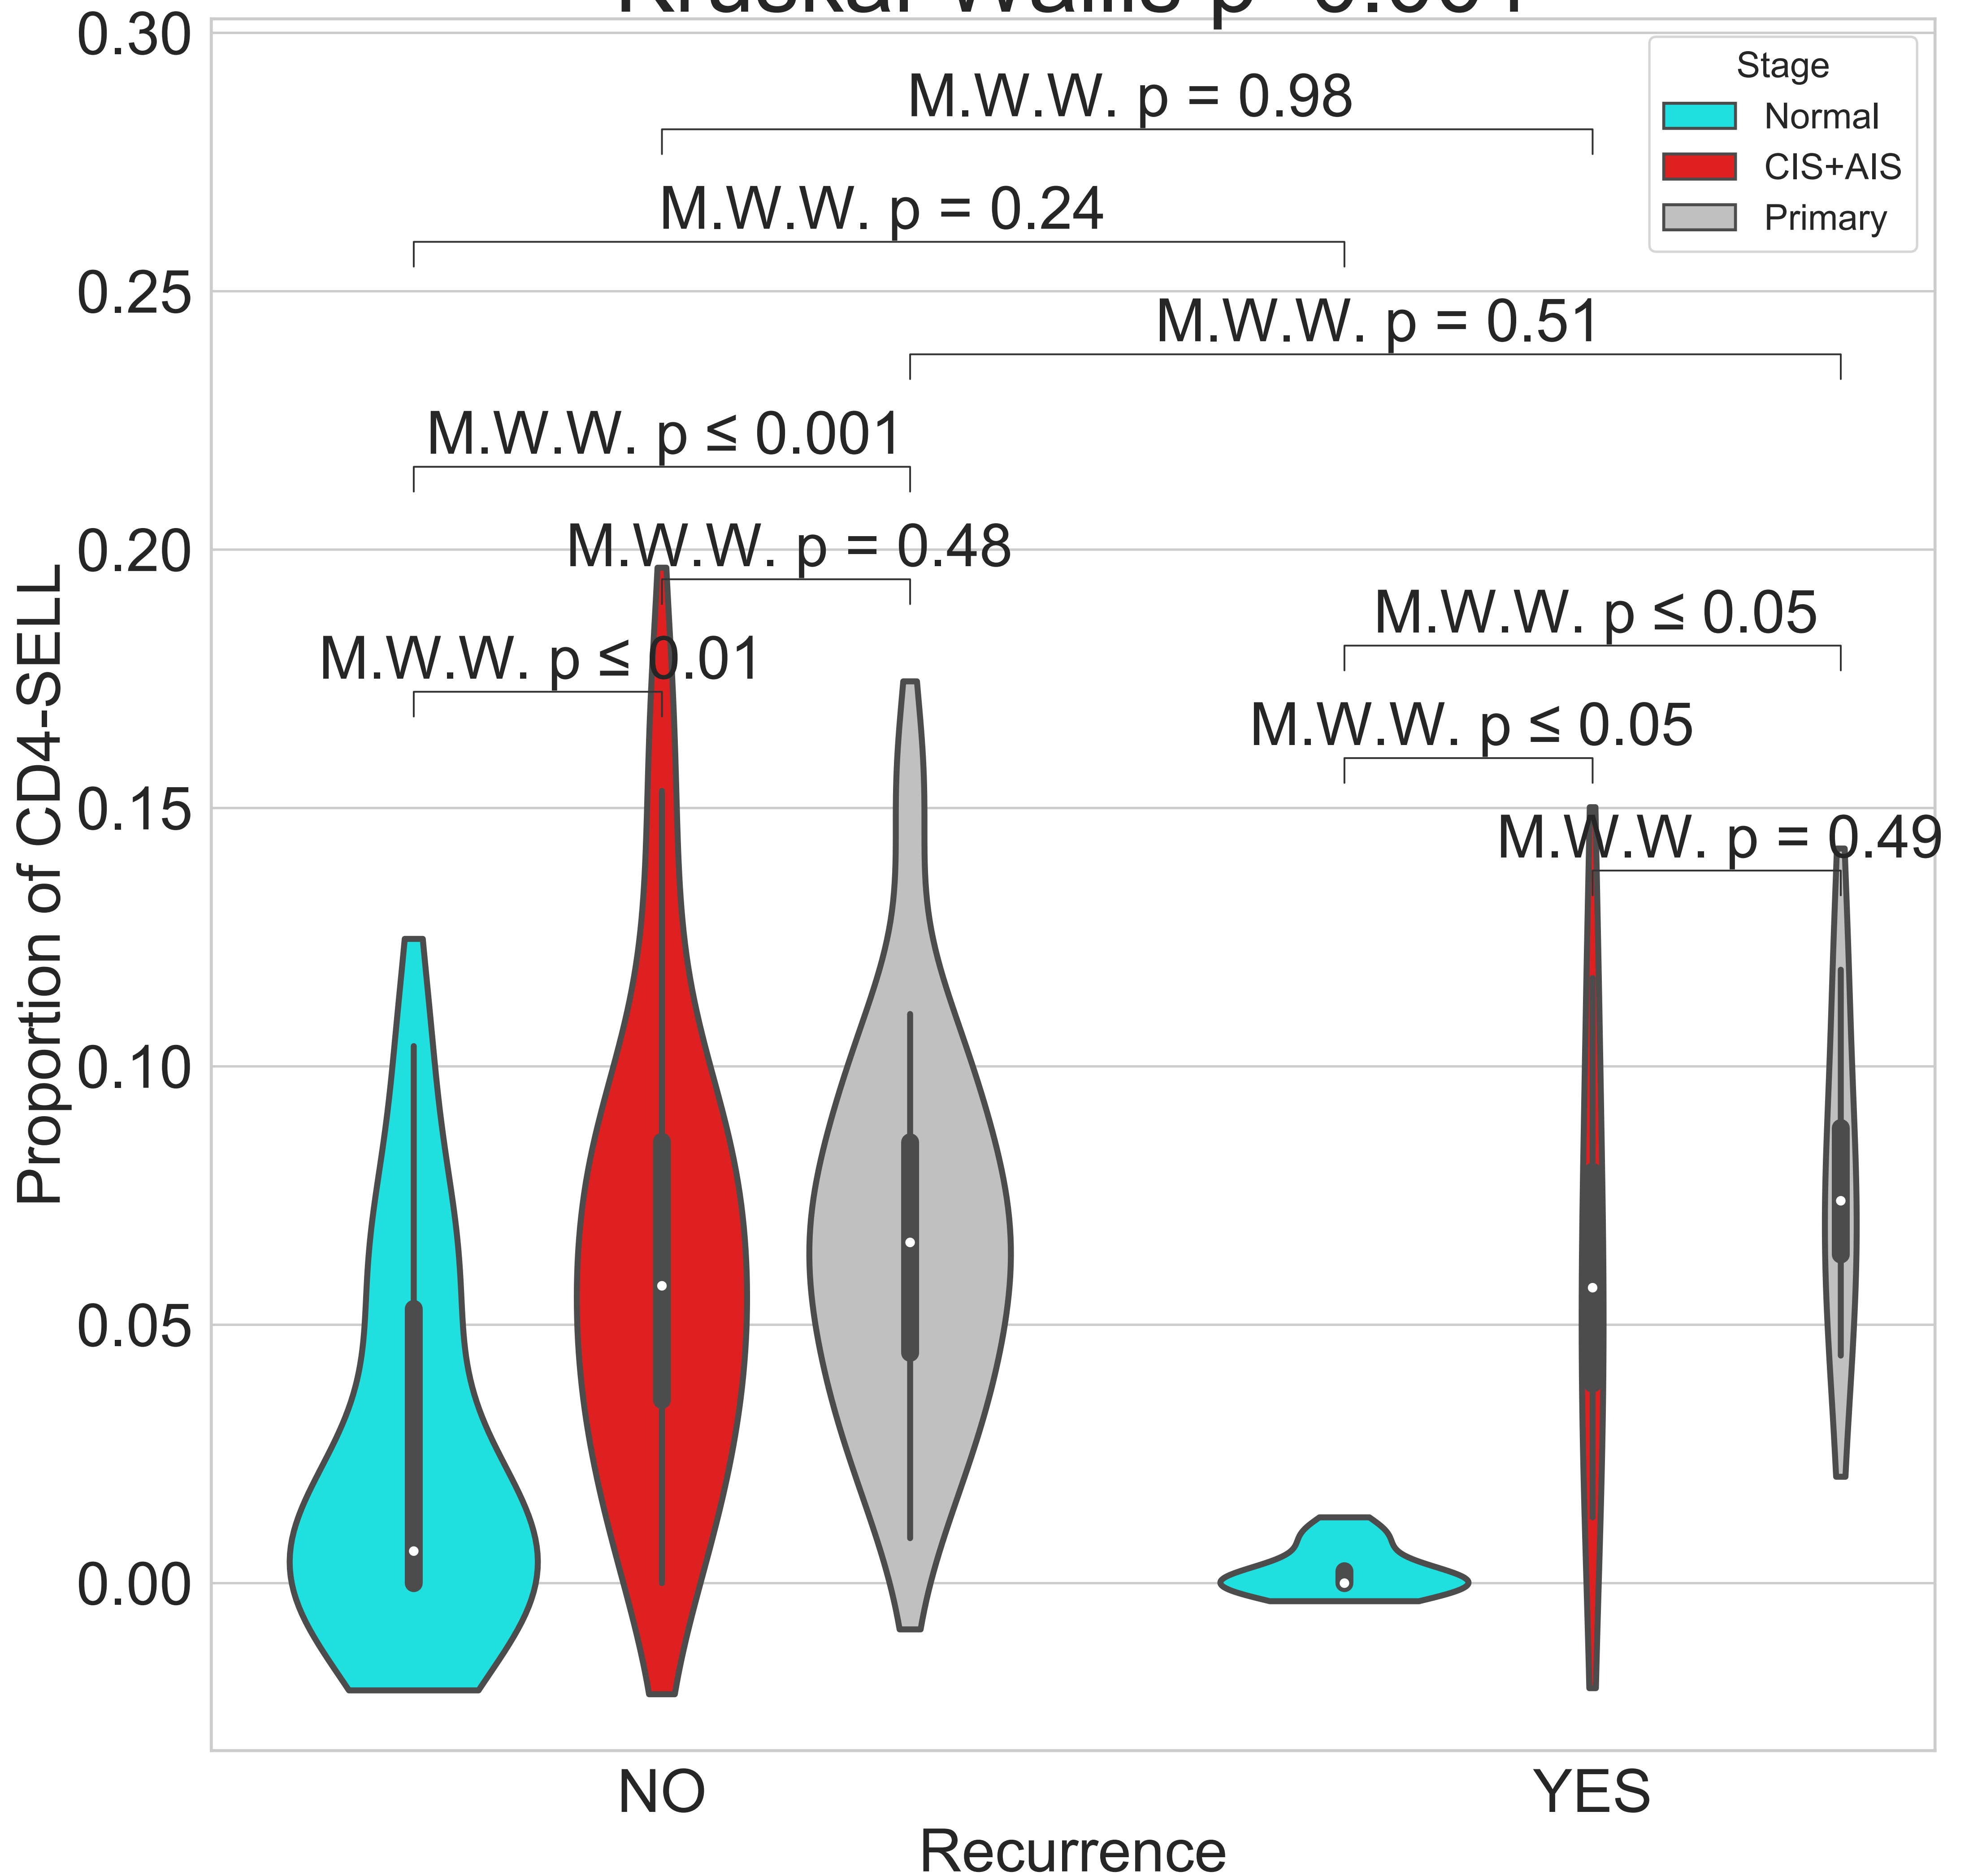 0.30
0.25
0.20
0.15
0.10
0.05
0.00
Proportion of CD4-SELL
M.W.W. p = 0.98
M.W.W. p = 0.24
M.W.W. p = 0.51
M.W.W. p ≤ 0.001
M.W.W. p = 0.48
M.W.W. p ≤ 0.01
M.W.W. p ≤ 0.05
M.W.W. p ≤ 0.05
M.W.W. p = 0.49
Stage
Normal
CIS+AIS
Primary
NO
YES
Recurrence